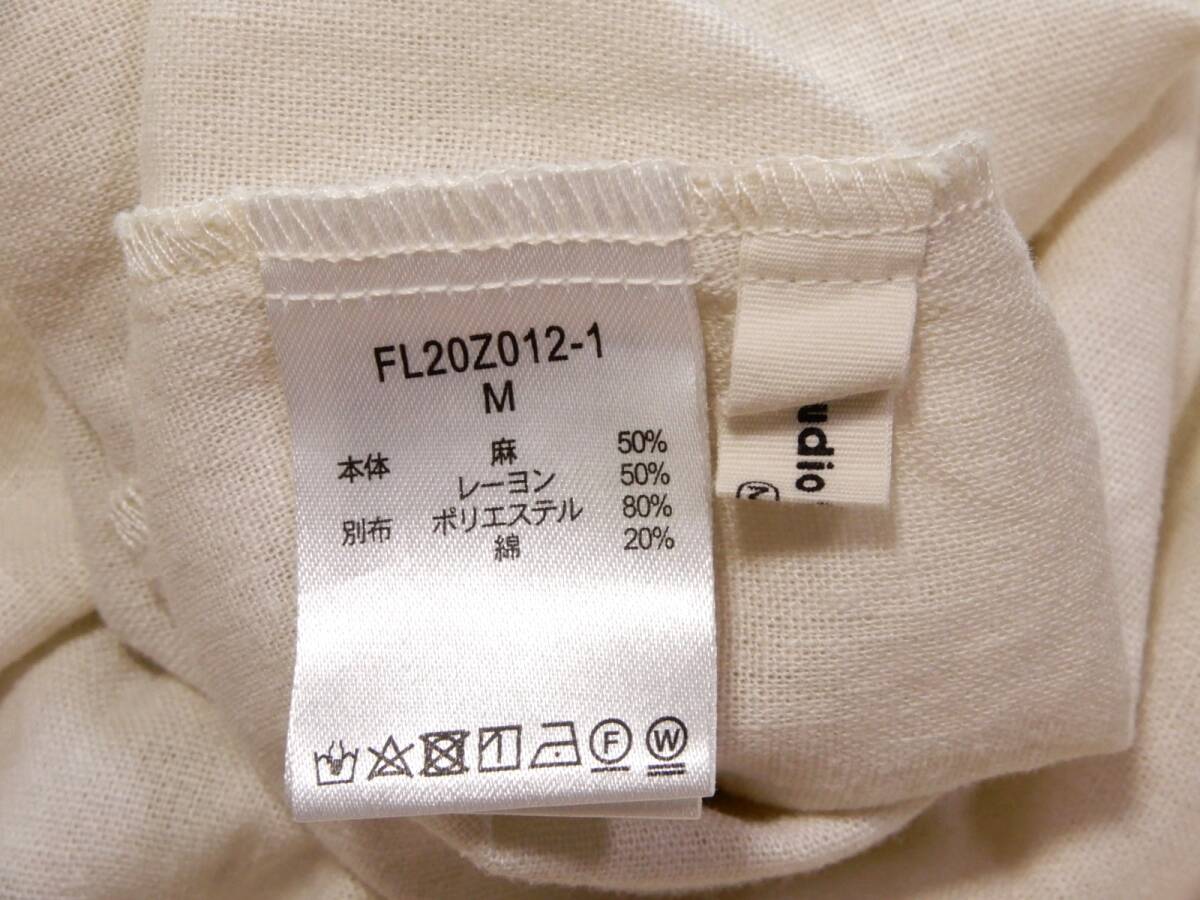 FL20Z012-1
M
本体 麻 50%
レーヨン 50%
別布 ポリエステル 80%
綿 20%
F
W